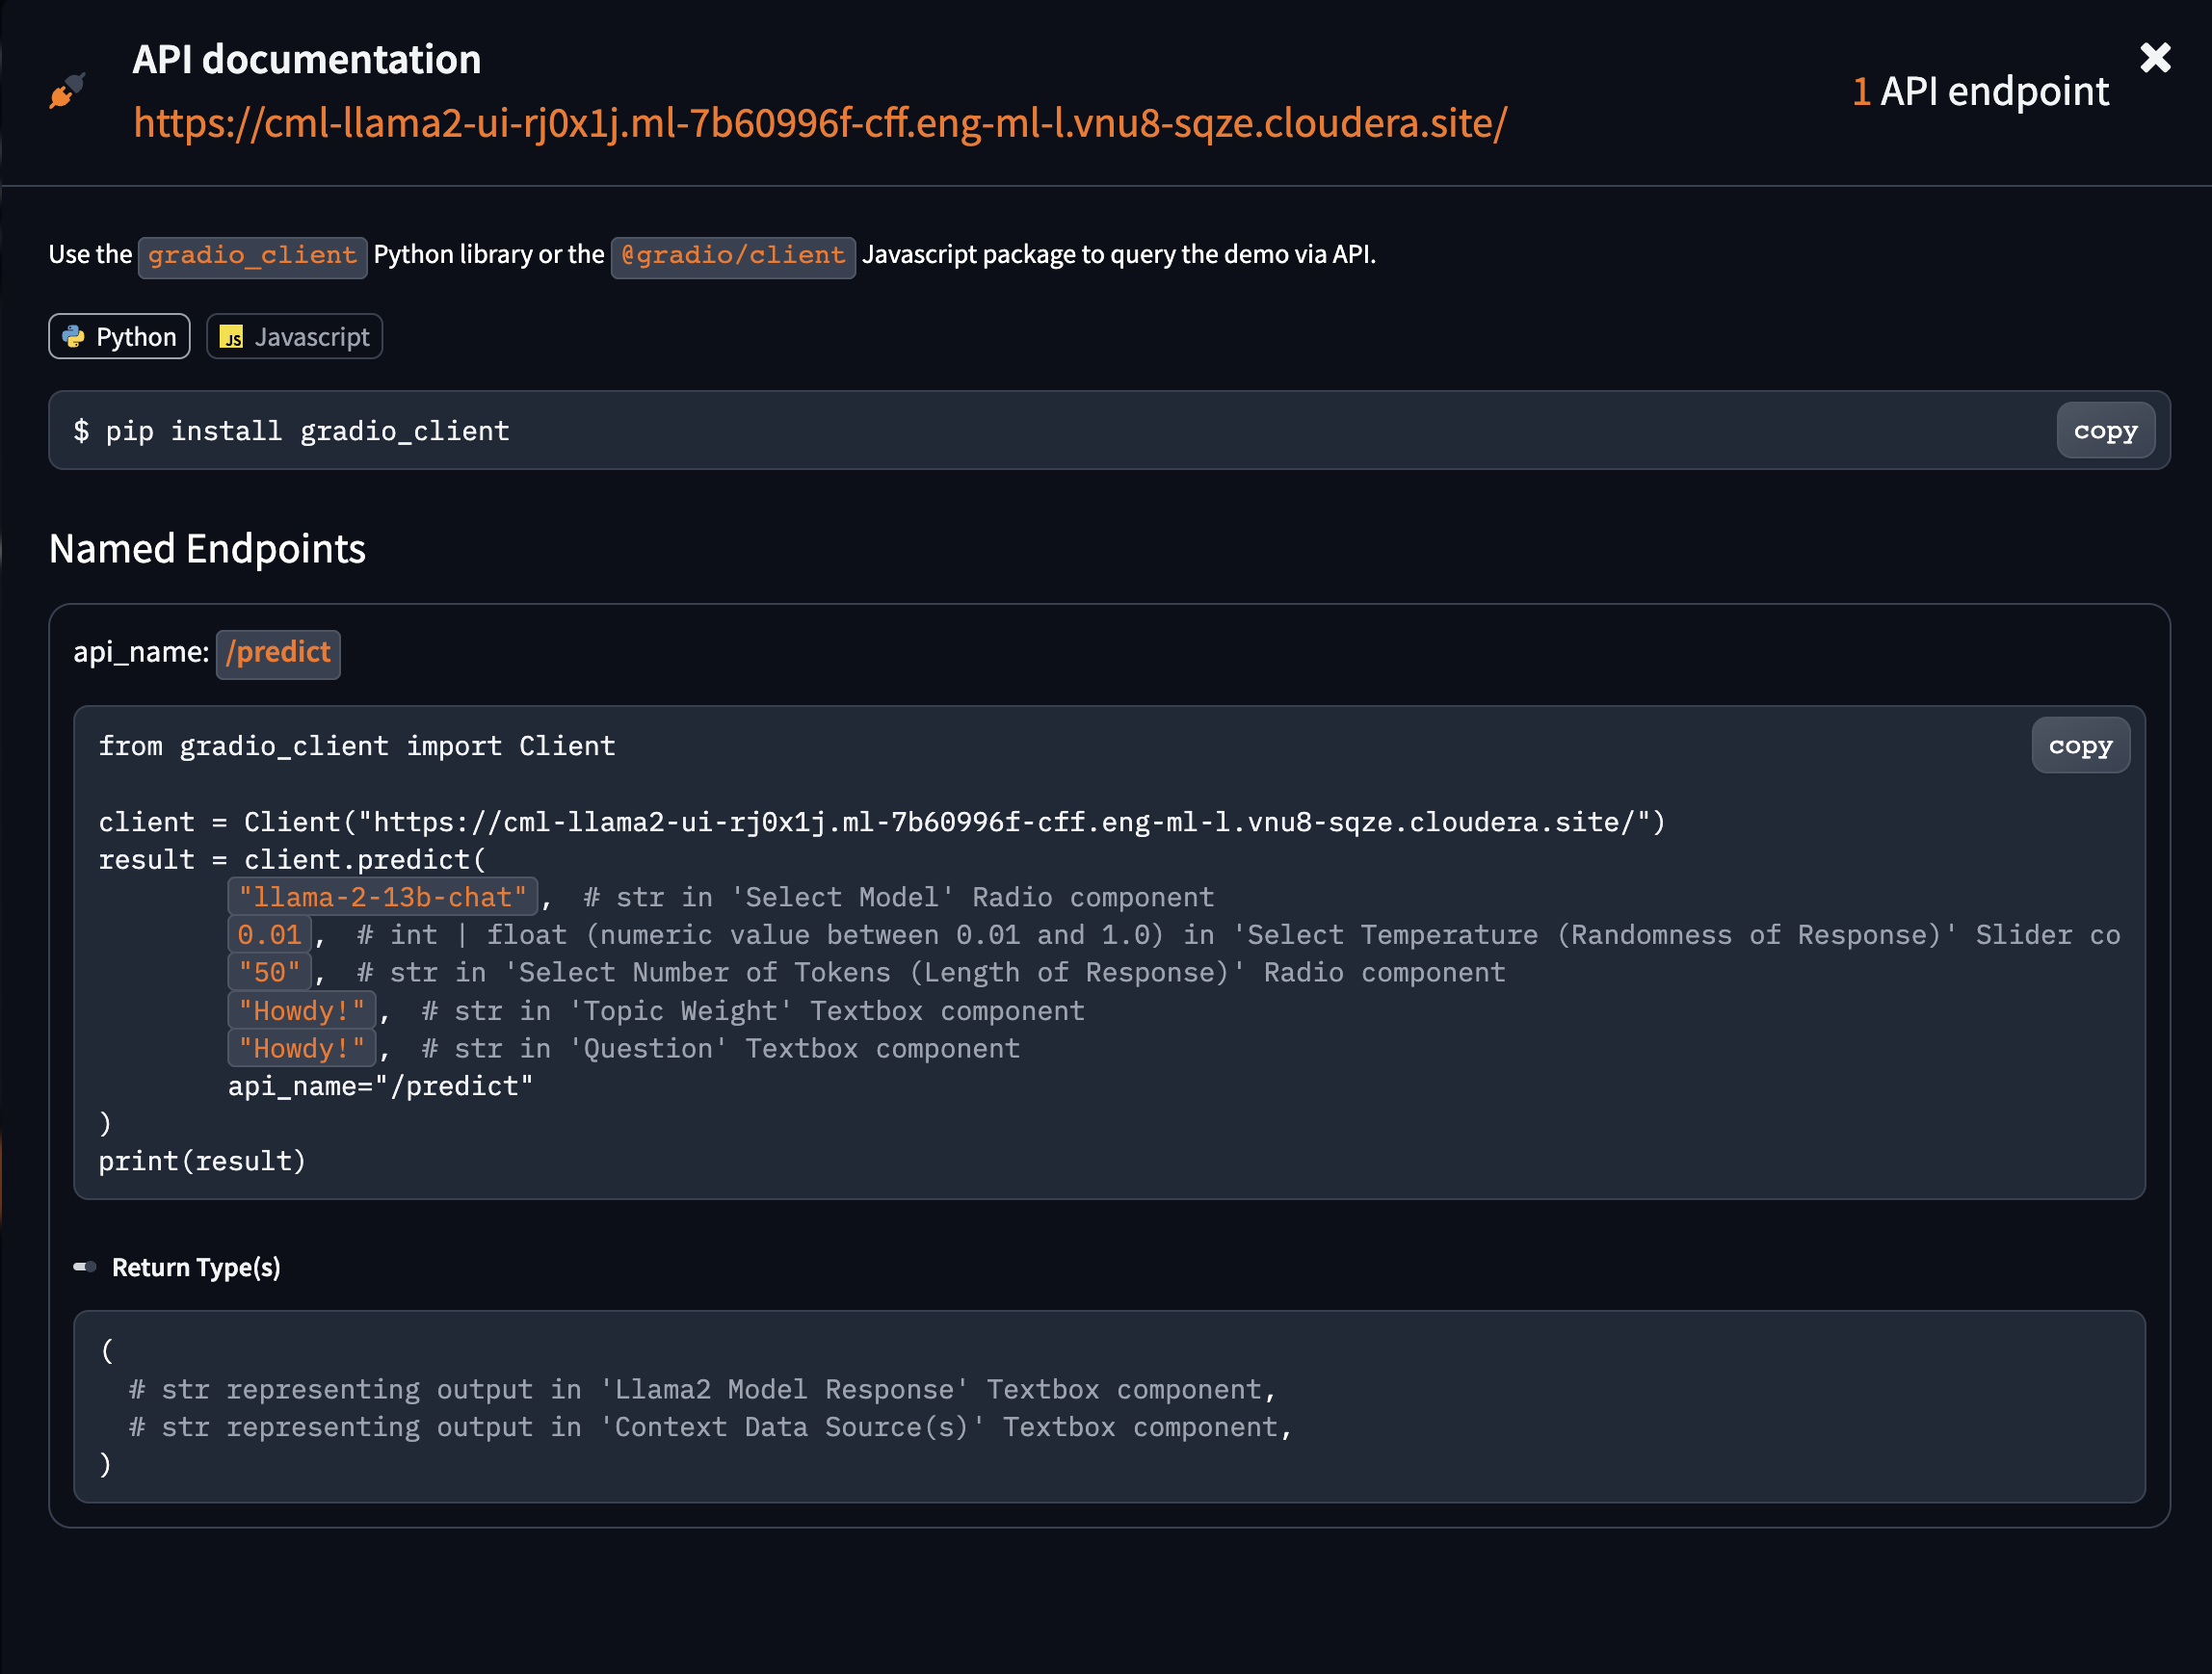 API documentation
https://cml-llama2-ui-rj0x1j.ml-7b60996f-cff.eng-ml-l.vnu8-sqze.cloudera.site/
1 API endpoint
Use the gradio_client Python library or the @gradio/client Javascript package to query the demo via API.
Python
JS Javascript
$ pip install gradio_client
copy
Named Endpoints
api_name: /predict
from gradio_client import Client
copy
client = Client("https://cml-llama2-ui-rj0x1j.ml-7b60996f-cff.eng-ml-l.vnu8-sqze.cloudera.site/")
result = client.predict(
"llama-2-13b-chat", # str in 'Select Model' Radio component
0.01, # int | float (numeric value between 0.01 and 1.0) in 'Select Temperature (Randomness of Response)' Slider co
"50", # str in 'Select Number of Tokens (Length of Response)' Radio component
"Howdy!", # str in 'Topic Weight' Textbox component
"Howdy!", # str in 'Question' Textbox component
api_name="/predict"
)
print(result)
Return Type(s)
(
# str representing output in 'Llama2 Model Response' Textbox component,
# str representing output in 'Context Data Source(s)' Textbox component,
)